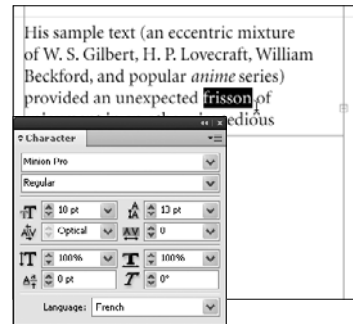 His sample text (an eccentric mixture
of W. S. Gilbert, H. P. Lovecraft, William
Beckford, and popular anime series)
provided an unexpected frisson of
Character
Minion Pro
Regular
10 pt 13 pt
Optical 0
100% 100%
0 pt 0°
Language: French